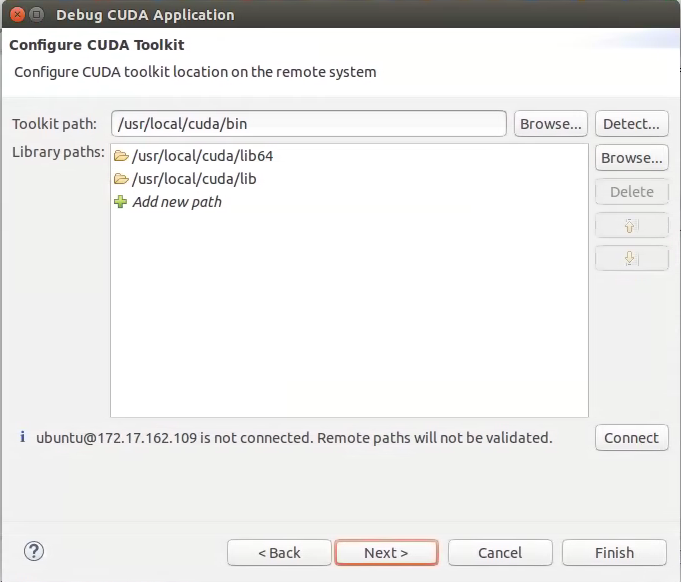 Debug CUDA Application
Configure CUDA Toolkit
Configure CUDA toolkit location on the remote system
Toolkit path: /usr/local/cuda/bin Browse... Detect...
Library paths: /usr/local/cuda/lib64 Browse...
/usr/local/cuda/lib Delete
Add new path
ubuntu@172.17.162.109 is not connected. Remote paths will not be validated. Connect
? < Back Next > Cancel Finish